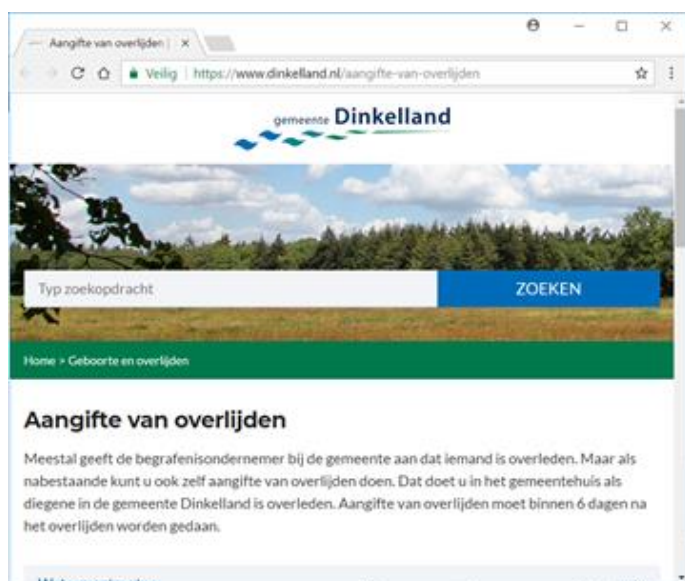 Aangifte van overlijden |
Veilig | https://www.dinkelland.nl/aangifte-van-overlijden
gemeente Dinkelland
Typ zoekopdracht
ZOEKEN
Home > Geboorte en overlijden
Aangifte van overlijden
Meestal geeft de begrafenisondernemer bij de gemeente aan dat iemand is overleden. Maar als
nabestaande kunt u ook zelf aangifte van overlijden doen. Dat doet u in het gemeentehuis als
diegene in de gemeente Dinkelland is overleden. Aangifte van overlijden moet binnen 6 dagen na
het overlijden worden gedaan.